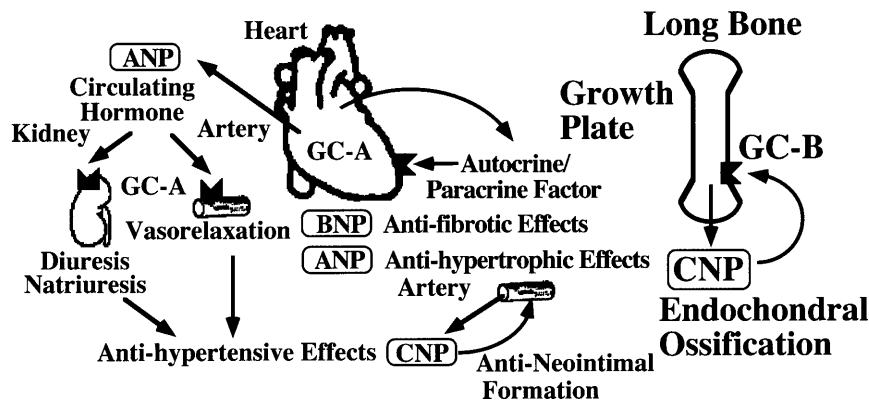 Heart
Long Bone
ANP
Circulating
Hormone
Kidney
Artery
Growth
Plate
GC-A
GC-B
Autocrine/
Paracrine Factor
GC-A
BNP Anti-fibrotic Effects
Vasorelaxation
ANP Anti-hypertrophic Effects
Diuresis
Natriuresis
Artery
CNP
Endochondral
Ossification
Anti-hypertensive Effects
CNP
Anti-Neointimal
Formation